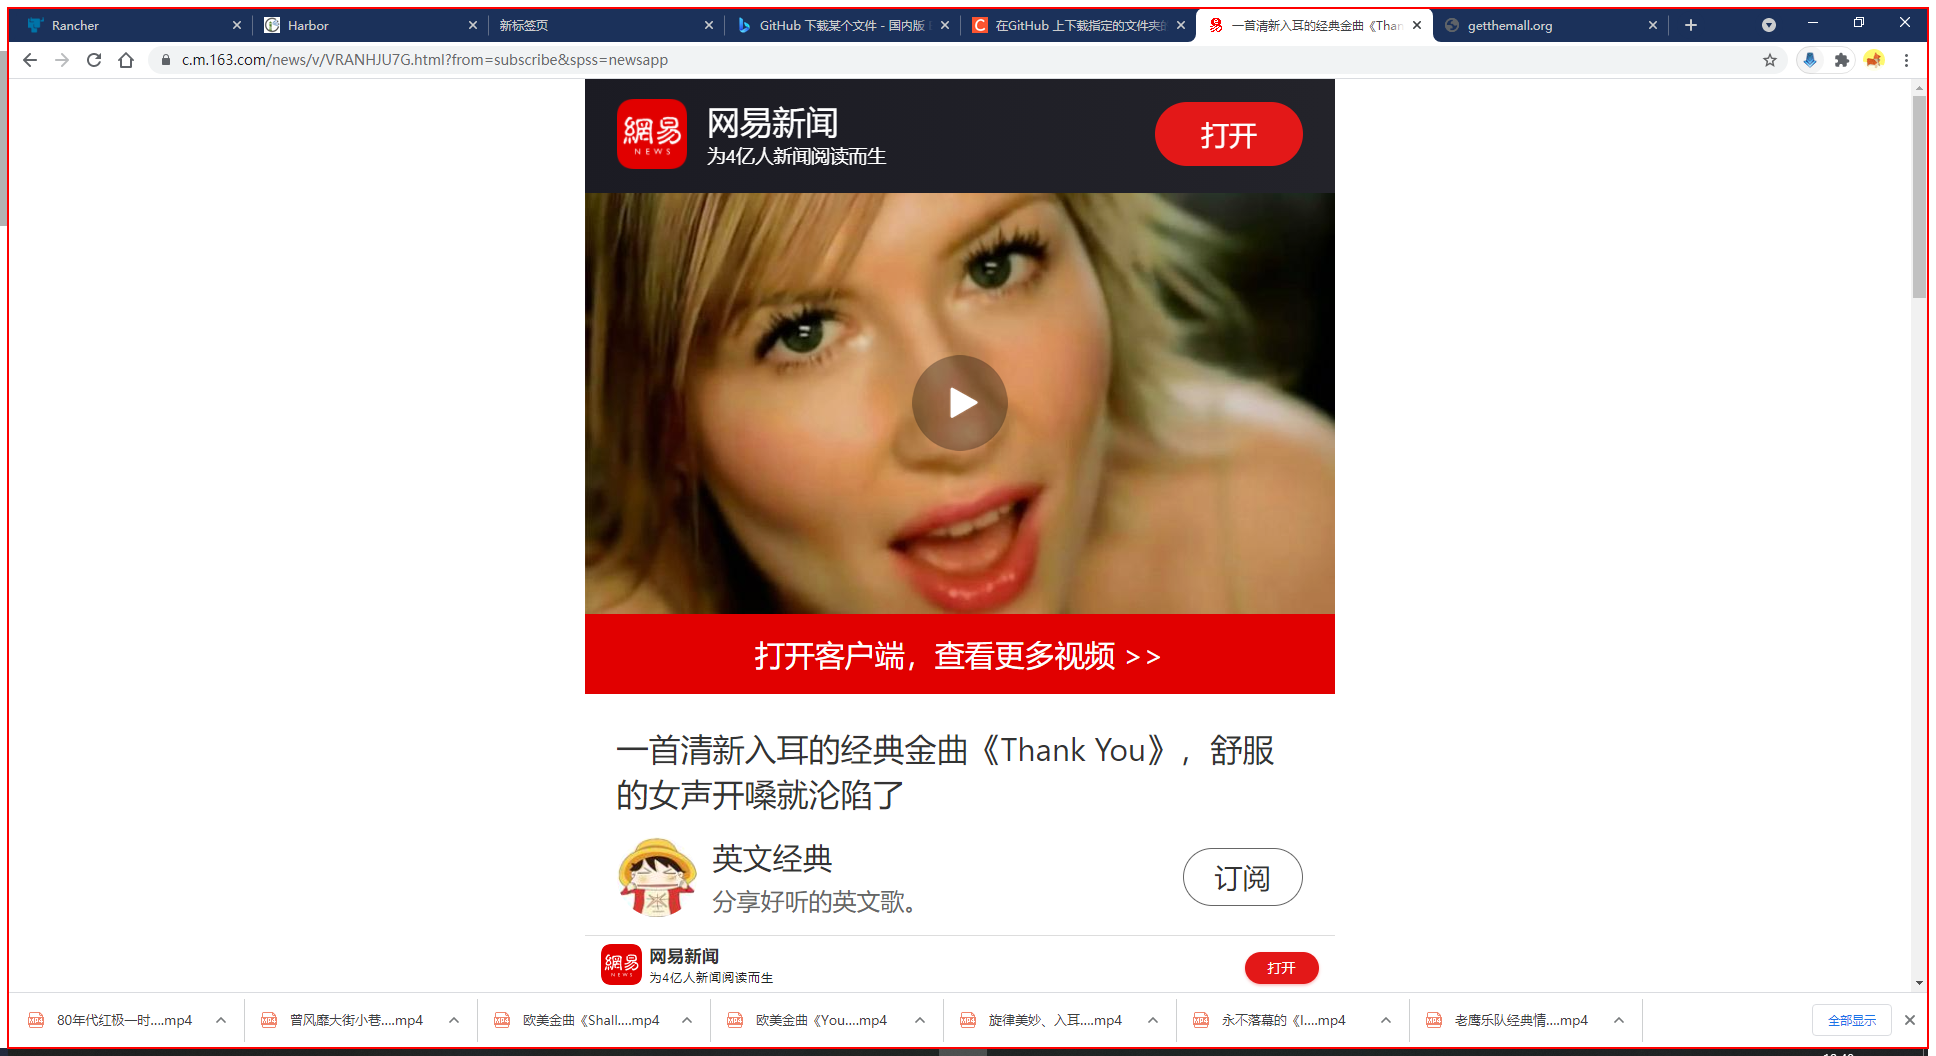 Rancher
Harbor
新标签页
GitHub 下载某个文件 - 国内版
在GitHub 上下载指定的文件夹
一首清新入耳的经典金曲《Than
getthemall.org
c.m.163.com/news/v/VRANHJU7G.html?from=subscribe&spss=newsapp
網易
NEWS
网易新闻
为4亿人新闻阅读而生
打开
打开客户端，查看更多视频 >>
一首清新入耳的经典金曲《Thank You》，舒服
的女声开嗓就沦陷了
英文经典
分享好听的英文歌。
订阅
網易
NEWS
网易新闻
为4亿人新闻阅读而生
打开
80年代红极一时....mp4
曾风靡大街小巷....mp4
欧美金曲《Shall....mp4
欧美金曲《You....mp4
旋律美妙、入耳....mp4
永不落幕的《I....mp4
老鹰乐队经典情....mp4
全部显示